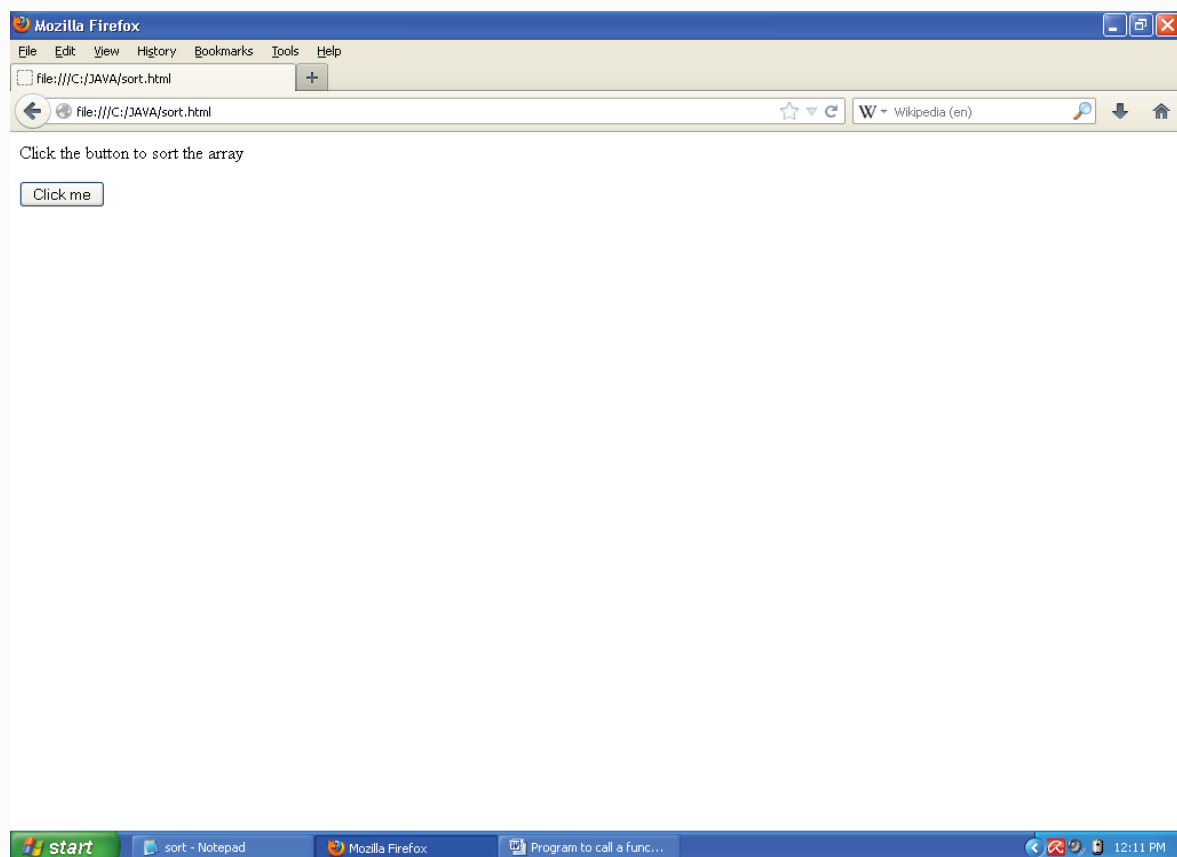 Mozilla Firefox
File Edit View History Bookmarks Tools Help
file:///C:/JAVA/sort.html +
file:///C:/JAVA/sort.html W Wikipedia (en)
Click the button to sort the array
Click me
start sort - Notepad Mozilla Firefox Program to call a func... 12:11 PM